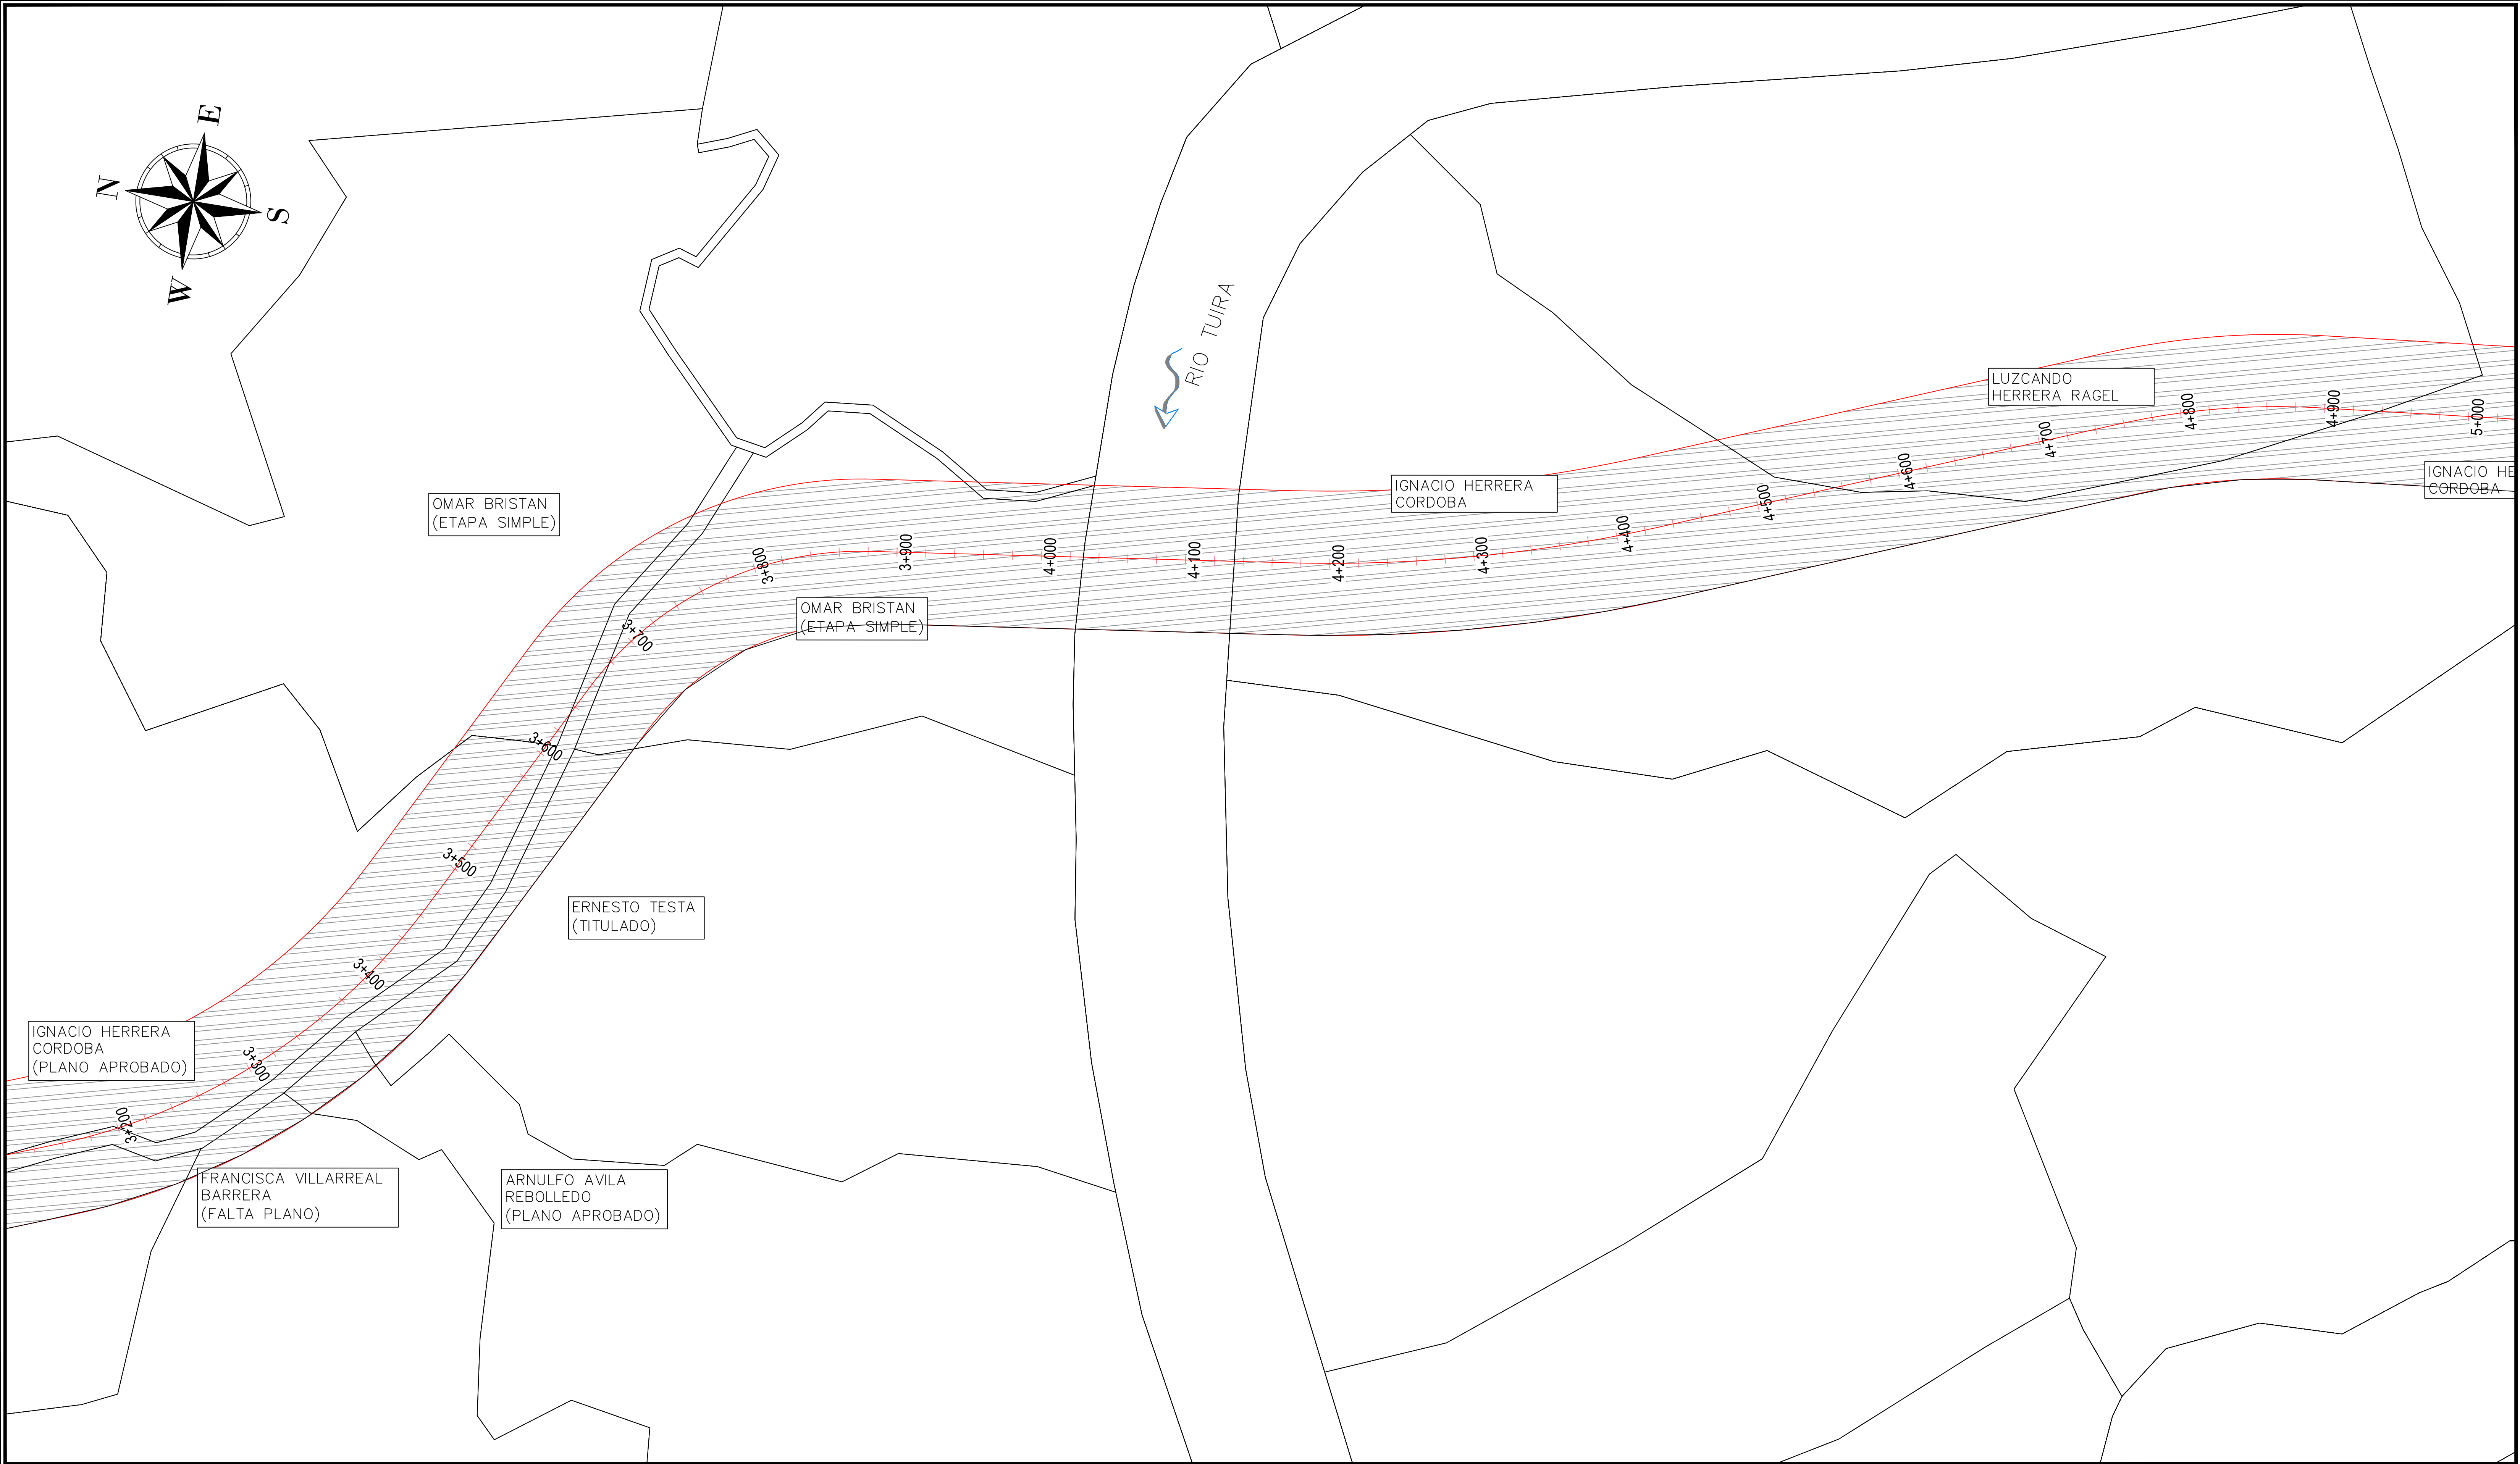 E
N
S
W
RIO TUIRA
LUZCANDO
HERRERA RAGEL
IGNACIO HERRERA
CORDOBA
IGNACIO HE
CORDOBA
OMAR BRISTAN
(ETAPA SIMPLE)
OMAR BRISTAN
(ETAPA SIMPLE)
ERNESTO TESTA
(TITULADO)
IGNACIO HERRERA
CORDOBA
(PLANO APROBADO)
FRANCISCA VILLARREAL
BARRERA
(FALTA PLANO)
ARNULFO AVILA
REBOLLEDO
(PLANO APROBADO)
3+200
3+300
3+400
3+500
3+600
3+700
3+800
3+900
4+000
4+100
4+200
4+300
4+400
4+500
4+600
4+700
4+800
4+900
5+000